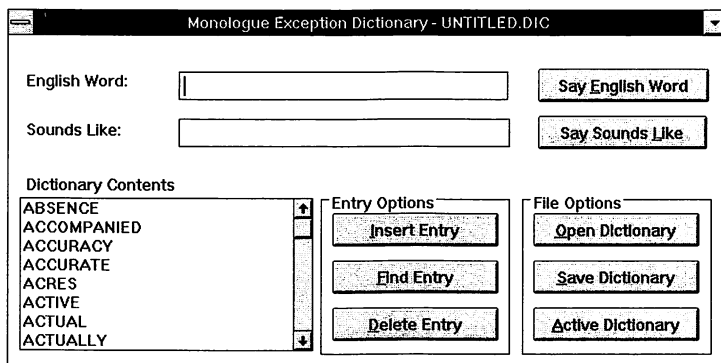 Monologue Exception Dictionary - UNTITLED.DIC
English Word:
Say English Word
Sounds Like:
Say Sounds Like
Dictionary Contents
ABSENCE
ACCOMPANIED
ACCURACY
ACCURATE
ACRES
ACTIVE
ACTUAL
ACTUALLY
Entry Options
Insert Entry
Find Entry
Delete Entry
File Options
Open Dictionary
Save Dictionary
Active Dictionary